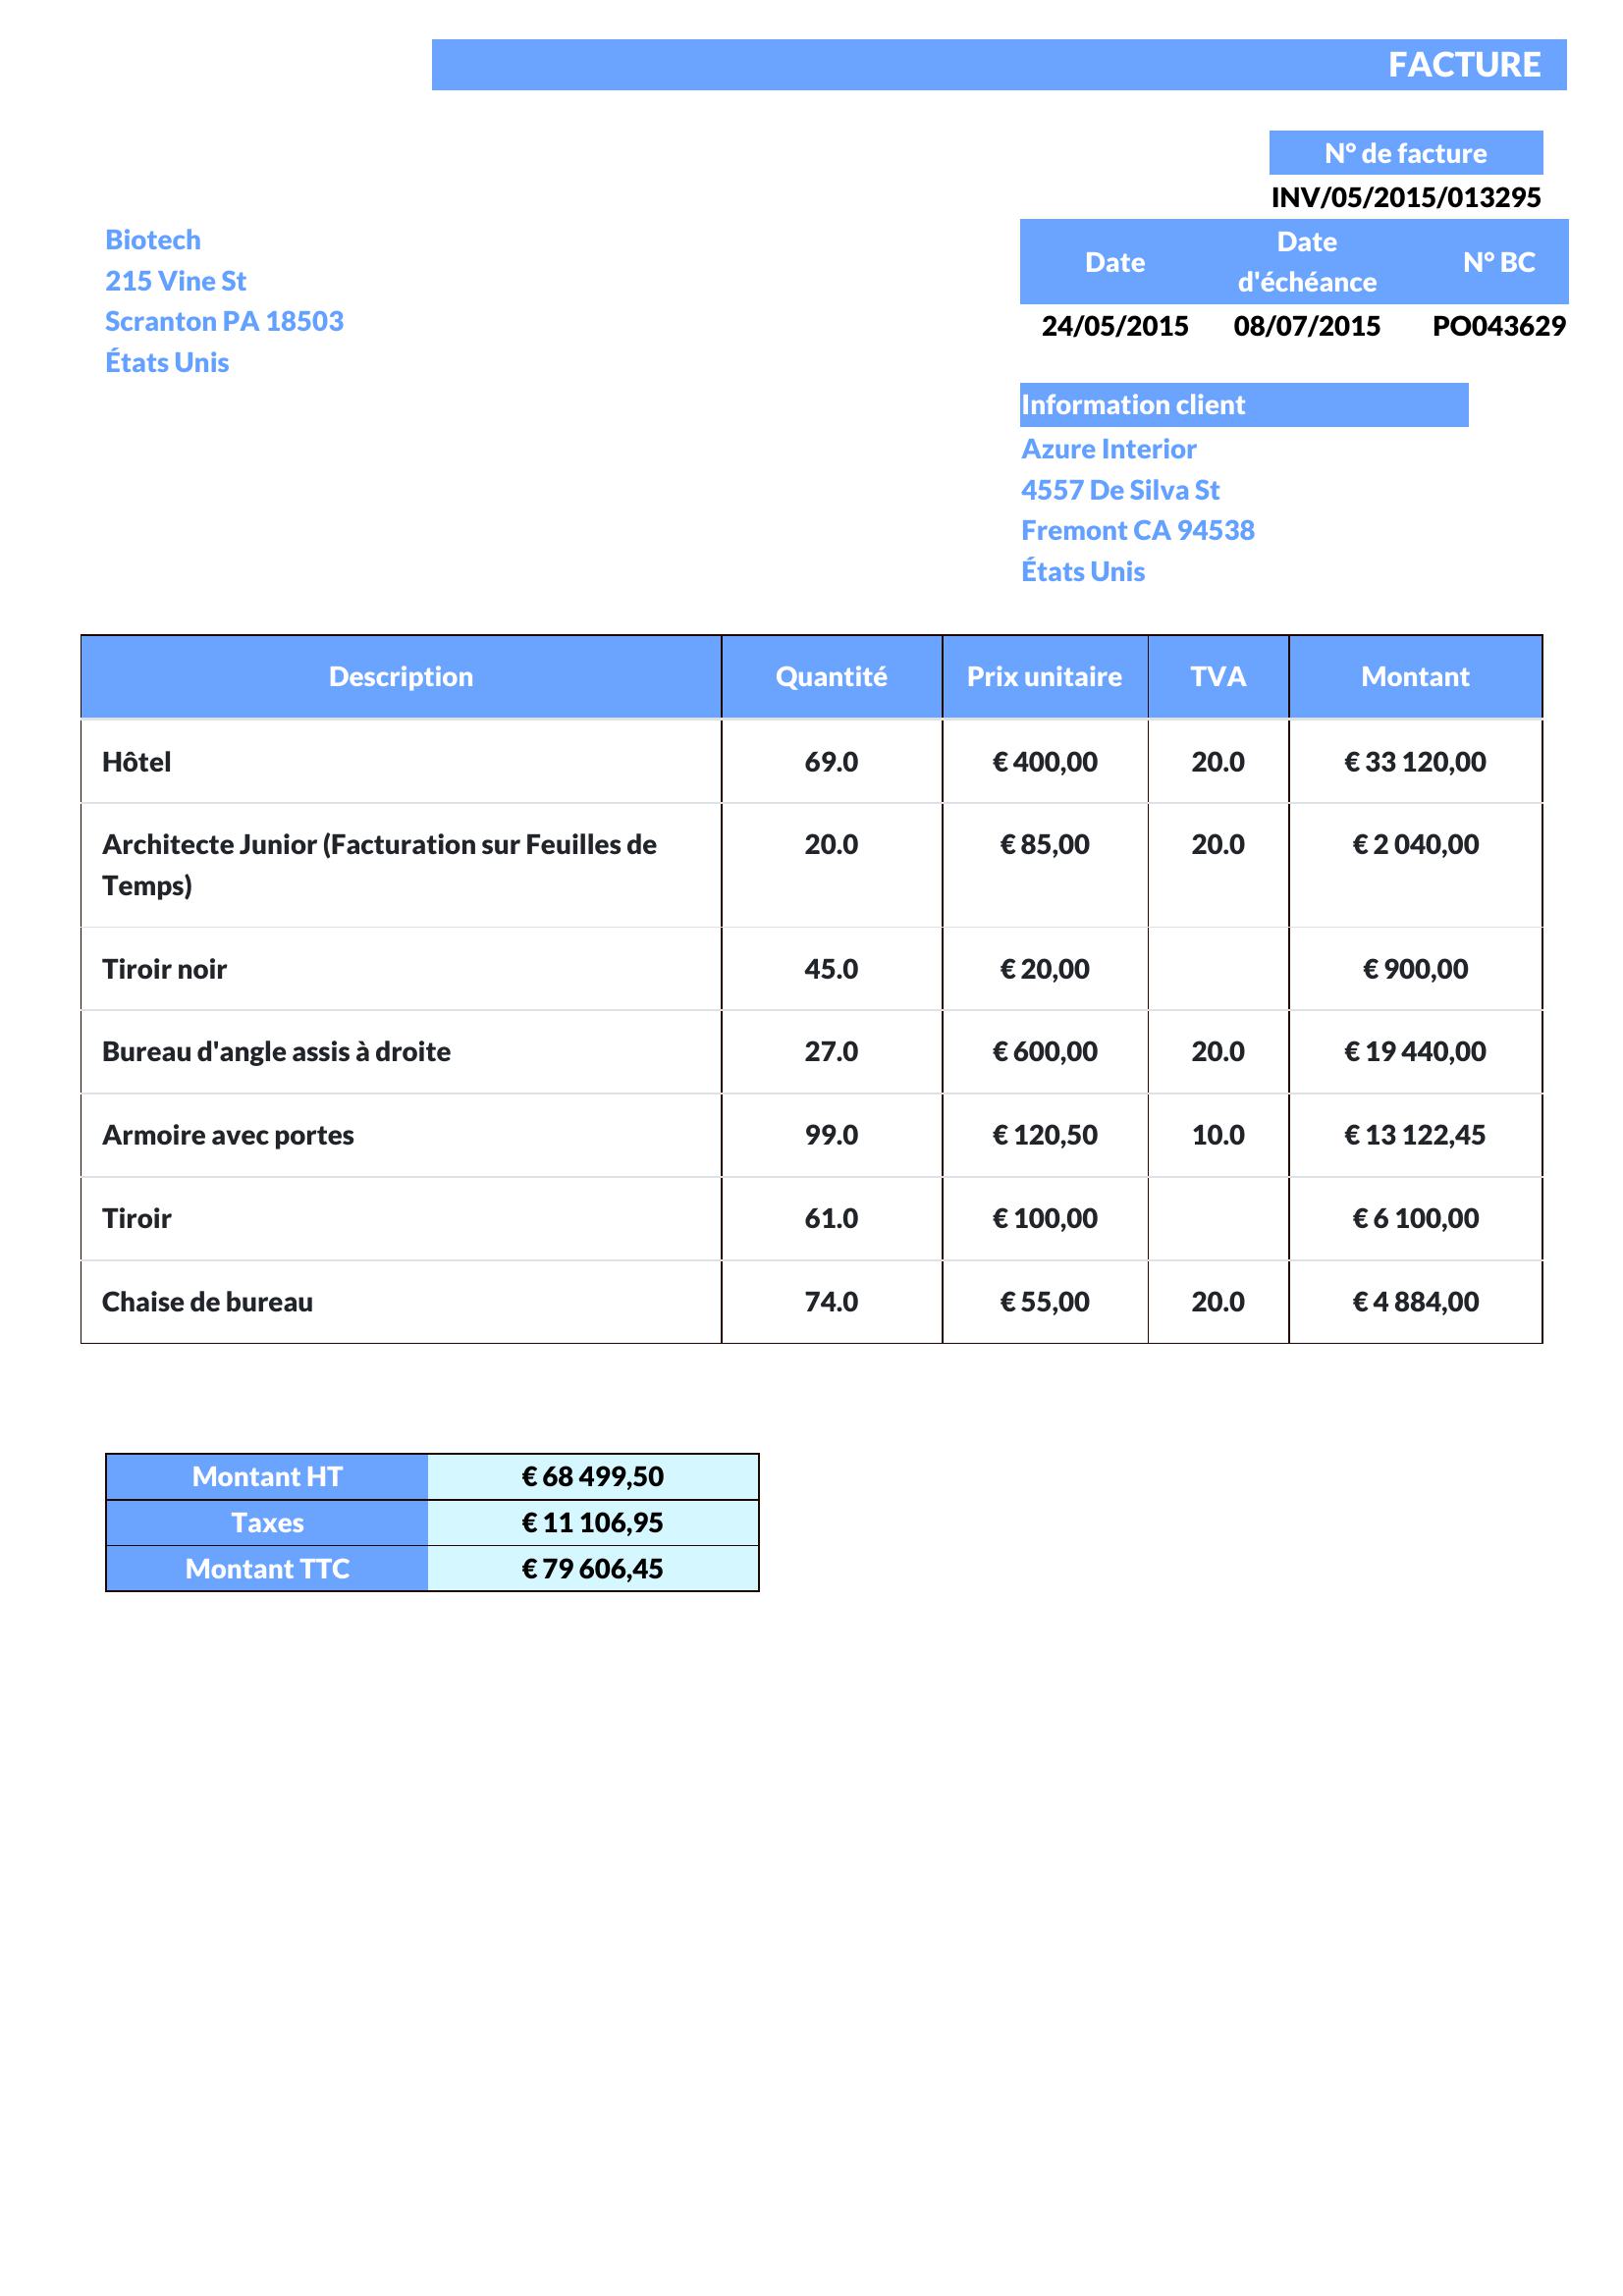 FACTURE
N° de facture
INV/05/2015/013295
Biotech
215 Vine St
Scranton PA 18503
États Unis
Date Date d'échéance N° BC
24/05/2015 08/07/2015 PO043629
Information client
Azure Interior
4557 De Silva St
Fremont CA 94538
États Unis
Description Quantité Prix unitaire TVA Montant
Hôtel 69.0 € 400,00 20.0 € 33 120,00
Architecte Junior (Facturation sur Feuilles de 20.0 € 85,00 20.0 € 2 040,00
Temps)
Tiroir noir 45.0 € 20,00 € 900,00
Bureau d'angle assis à droite 27.0 € 600,00 20.0 € 19 440,00
Armoire avec portes 99.0 € 120,50 10.0 € 13 122,45
Tiroir 61.0 € 100,00 € 6 100,00
Chaise de bureau 74.0 € 55,00 20.0 € 4 884,00
Montant HT € 68 499,50
Taxes € 11 106,95
Montant TTC € 79 606,45